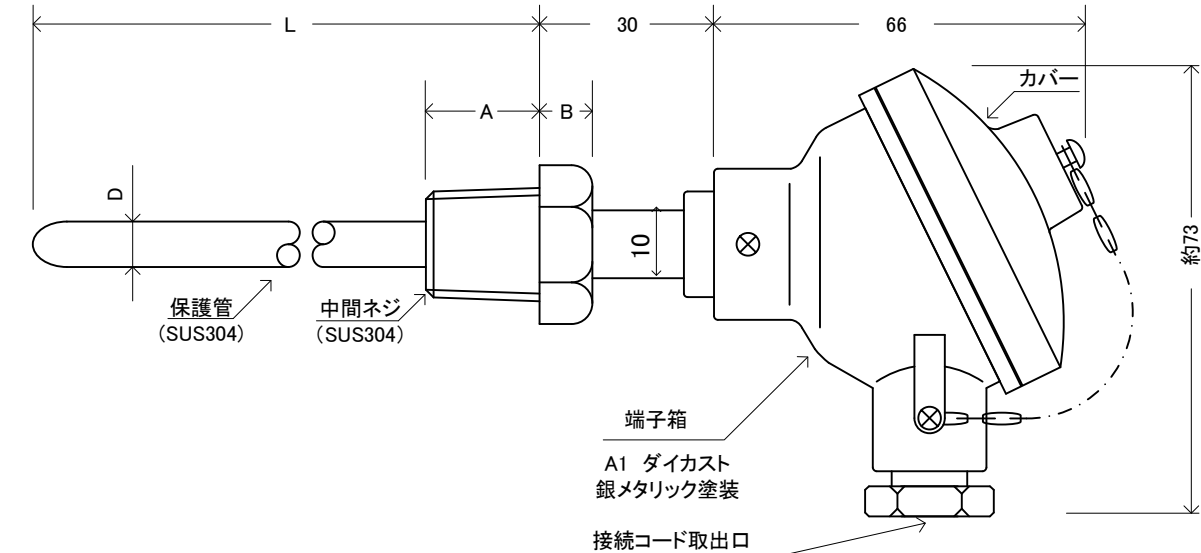 L
30
66
カバー
A
B
D
10
約73
保護管
(SUS304)
中間ネジ
(SUS304)
端子箱
A1 ダイカスト
銀メタリック塗装
接続コード取出口